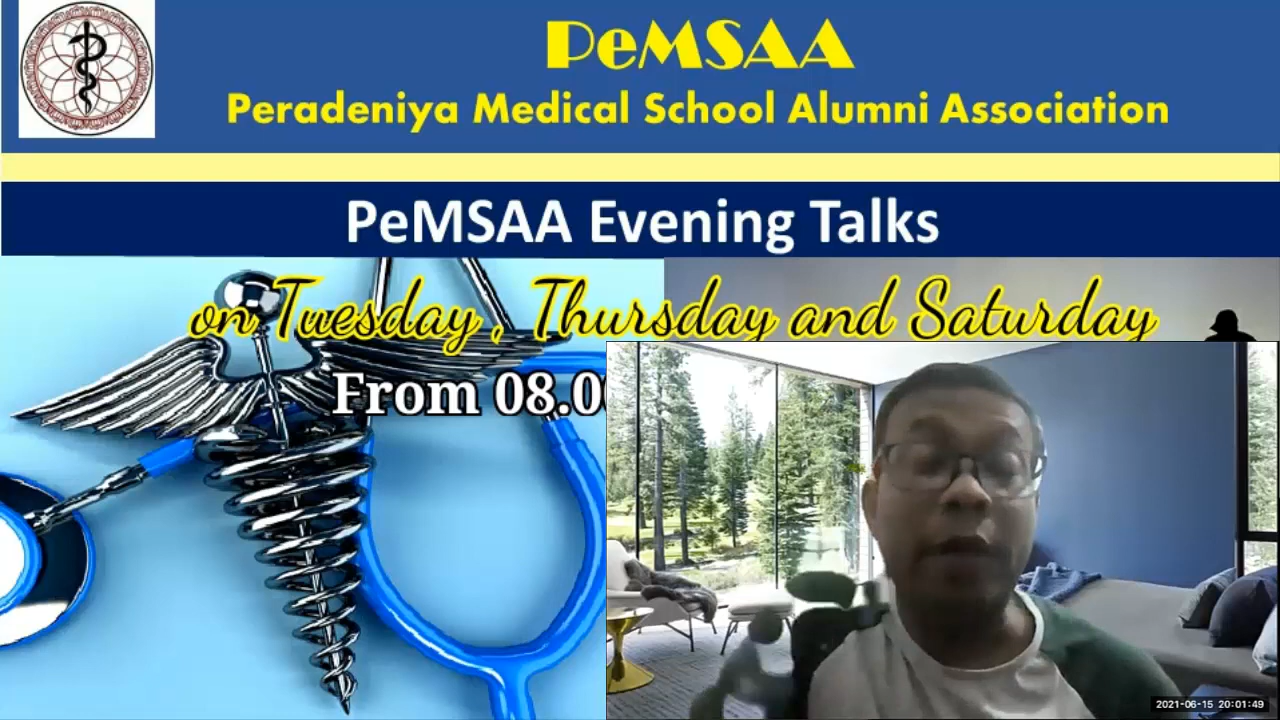 PeMSAA
Peradeniya Medical School Alumni Association
PeMSAA Evening Talks
on Tuesday , Thursday and Saturday
From 08.0
2021-06-15 20:01:49